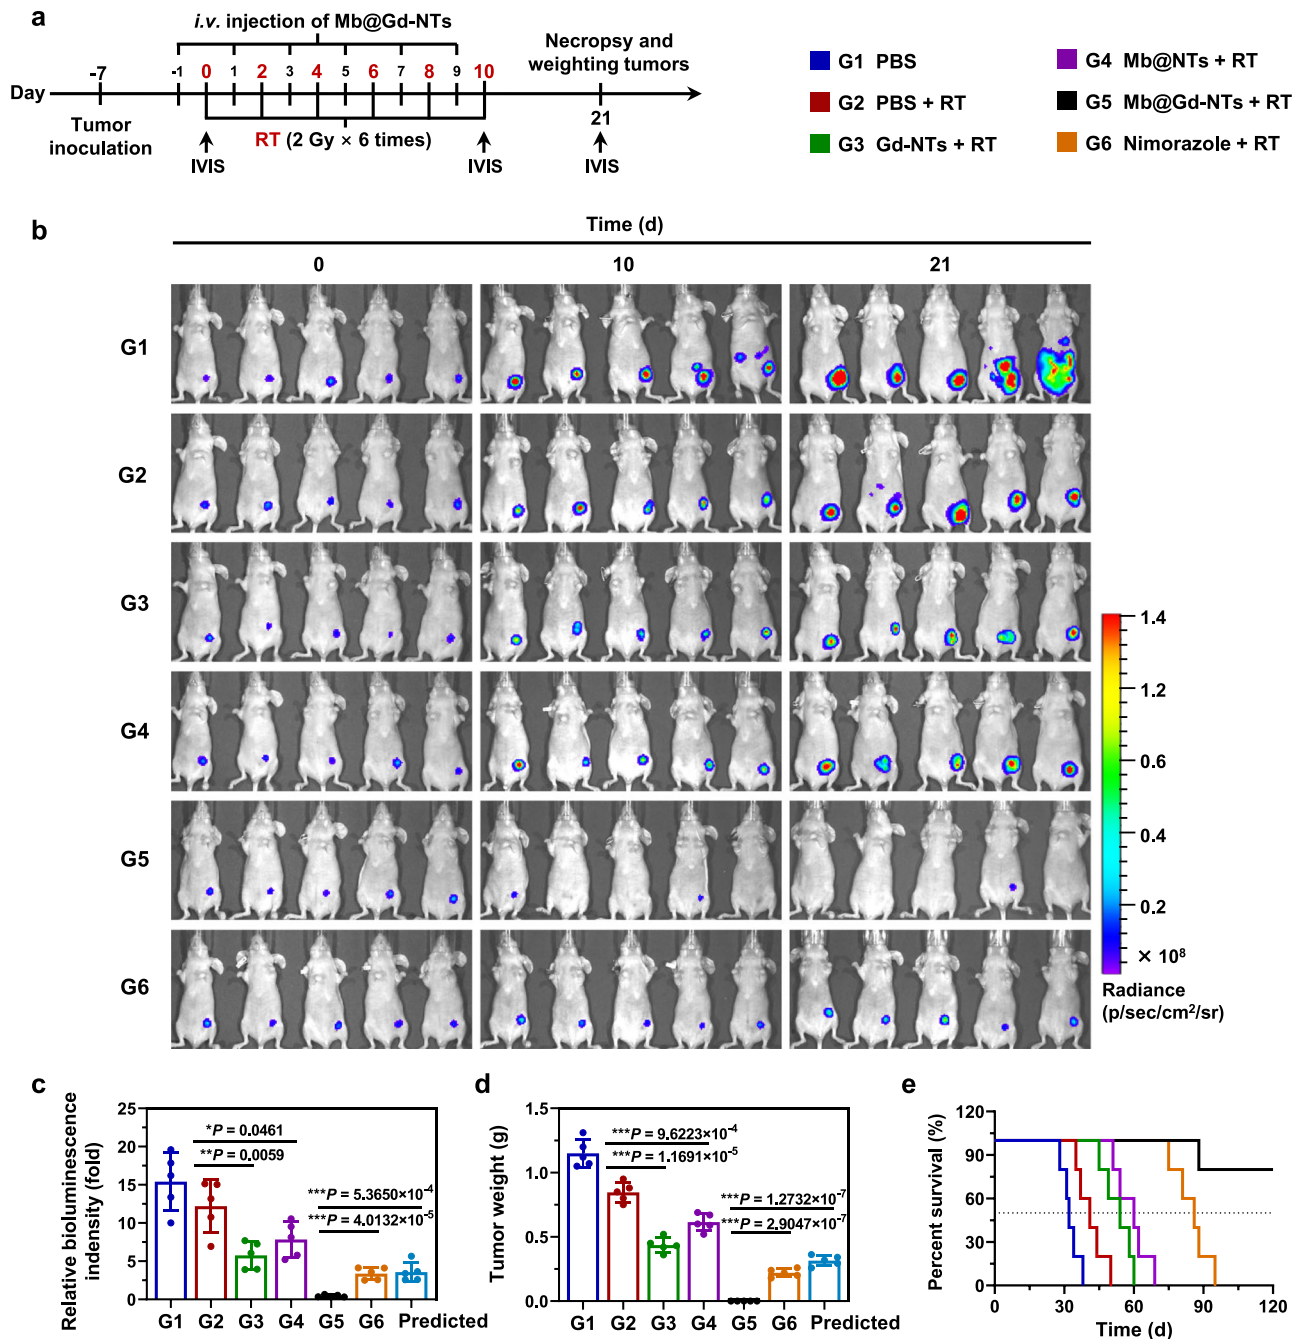 a
i.v. injection of Mb@Gd-NTs
Necropsy and
weighting tumors
-7
-1 0 1 2 3 4 5 6 7 8 9 10
Day
21
Tumor
inoculation
RT (2 Gy × 6 times)
IVIS
IVIS
IVIS
G1 PBS
G2 PBS + RT
G3 Gd-NTs + RT
G4 Mb@NTs + RT
G5 Mb@Gd-NTs + RT
G6 Nimorazole + RT
b
Time (d)
0 10 21
G1
G2
G3
G4
G5
G6
1.4
1.2
0.8
0.6
0.4
0.2
× 10⁸
Radiance
(p/sec/cm²/sr)
c
Relative bioluminescence
indensity (fold)
25
20
15
10
5
0
*P = 0.0461
**P = 0.0059
***P = 5.3650×10⁻⁴
***P = 4.0132×10⁻⁵
G1 G2 G3 G4 G5 G6 Predicted
d
Tumor weight (g)
1.5
1.0
0.5
0.0
***P = 9.6223×10⁻⁴
***P = 1.1691×10⁻⁵
***P = 1.2732×10⁻⁷
***P = 2.9047×10⁻⁷
G1 G2 G3 G4 G5 G6 Predicted
e
Percent survival (%)
120
90
60
30
0
0 30 60 90 120
Time (d)